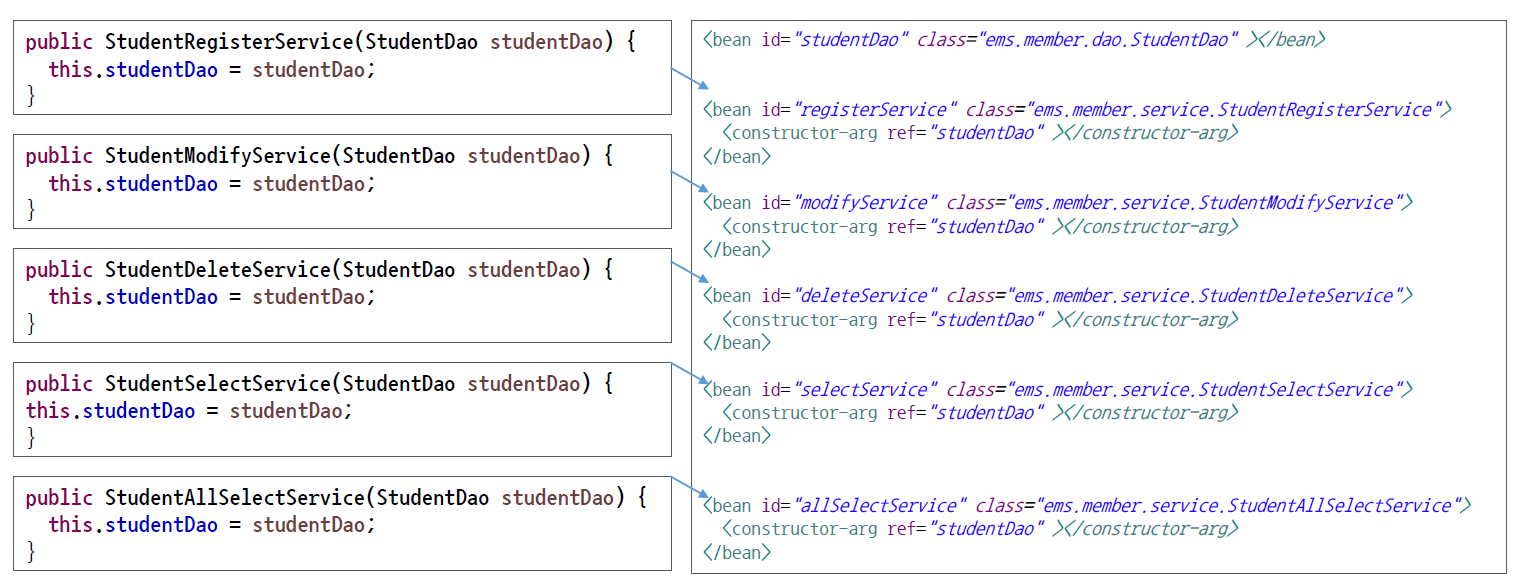 public StudentRegisterService(StudentDao studentDao) {
this.studentDao = studentDao;
}
public StudentModifyService(StudentDao studentDao) {
this.studentDao = studentDao;
}
public StudentDeleteService(StudentDao studentDao) {
this.studentDao = studentDao;
}
public StudentSelectService(StudentDao studentDao) {
this.studentDao = studentDao;
}
public StudentAllSelectService(StudentDao studentDao) {
this.studentDao = studentDao;
}
<bean id="studentDao" class="ems.member.dao.StudentDao" ></bean>
<bean id="registerService" class="ems.member.service.StudentRegisterService">
<constructor-arg ref="studentDao" ></constructor-arg>
</bean>
<bean id="modifyService" class="ems.member.service.StudentModifyService">
<constructor-arg ref="studentDao" ></constructor-arg>
</bean>
<bean id="deleteService" class="ems.member.service.StudentDeleteService">
<constructor-arg ref="studentDao" ></constructor-arg>
</bean>
<bean id="selectService" class="ems.member.service.StudentSelectService">
<constructor-arg ref="studentDao" ></constructor-arg>
</bean>
<bean id="allSelectService" class="ems.member.service.StudentAllSelectService">
<constructor-arg ref="studentDao" ></constructor-arg>
</bean>